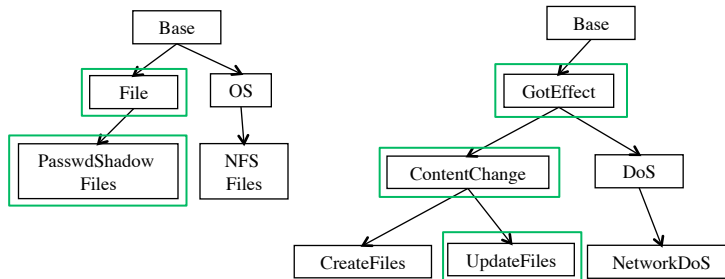 Base
File
OS
PasswdShadow
Files
NFS
Files
Base
GotEffect
ContentChange
DoS
CreateFiles
UpdateFiles
NetworkDoS